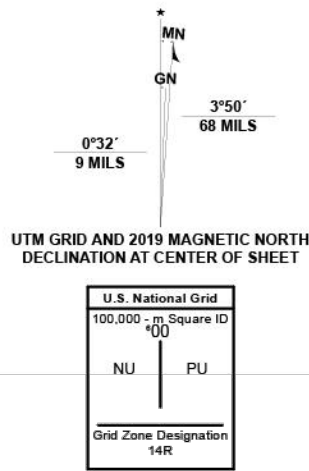 ★
MN
GN
3°50´
68 MILS
0°32´
9 MILS
UTM GRID AND 2019 MAGNETIC NORTH
DECLINATION AT CENTER OF SHEET
U.S. National Grid
100,000 - m Square ID
⁶00
NU PU
Grid Zone Designation
14R